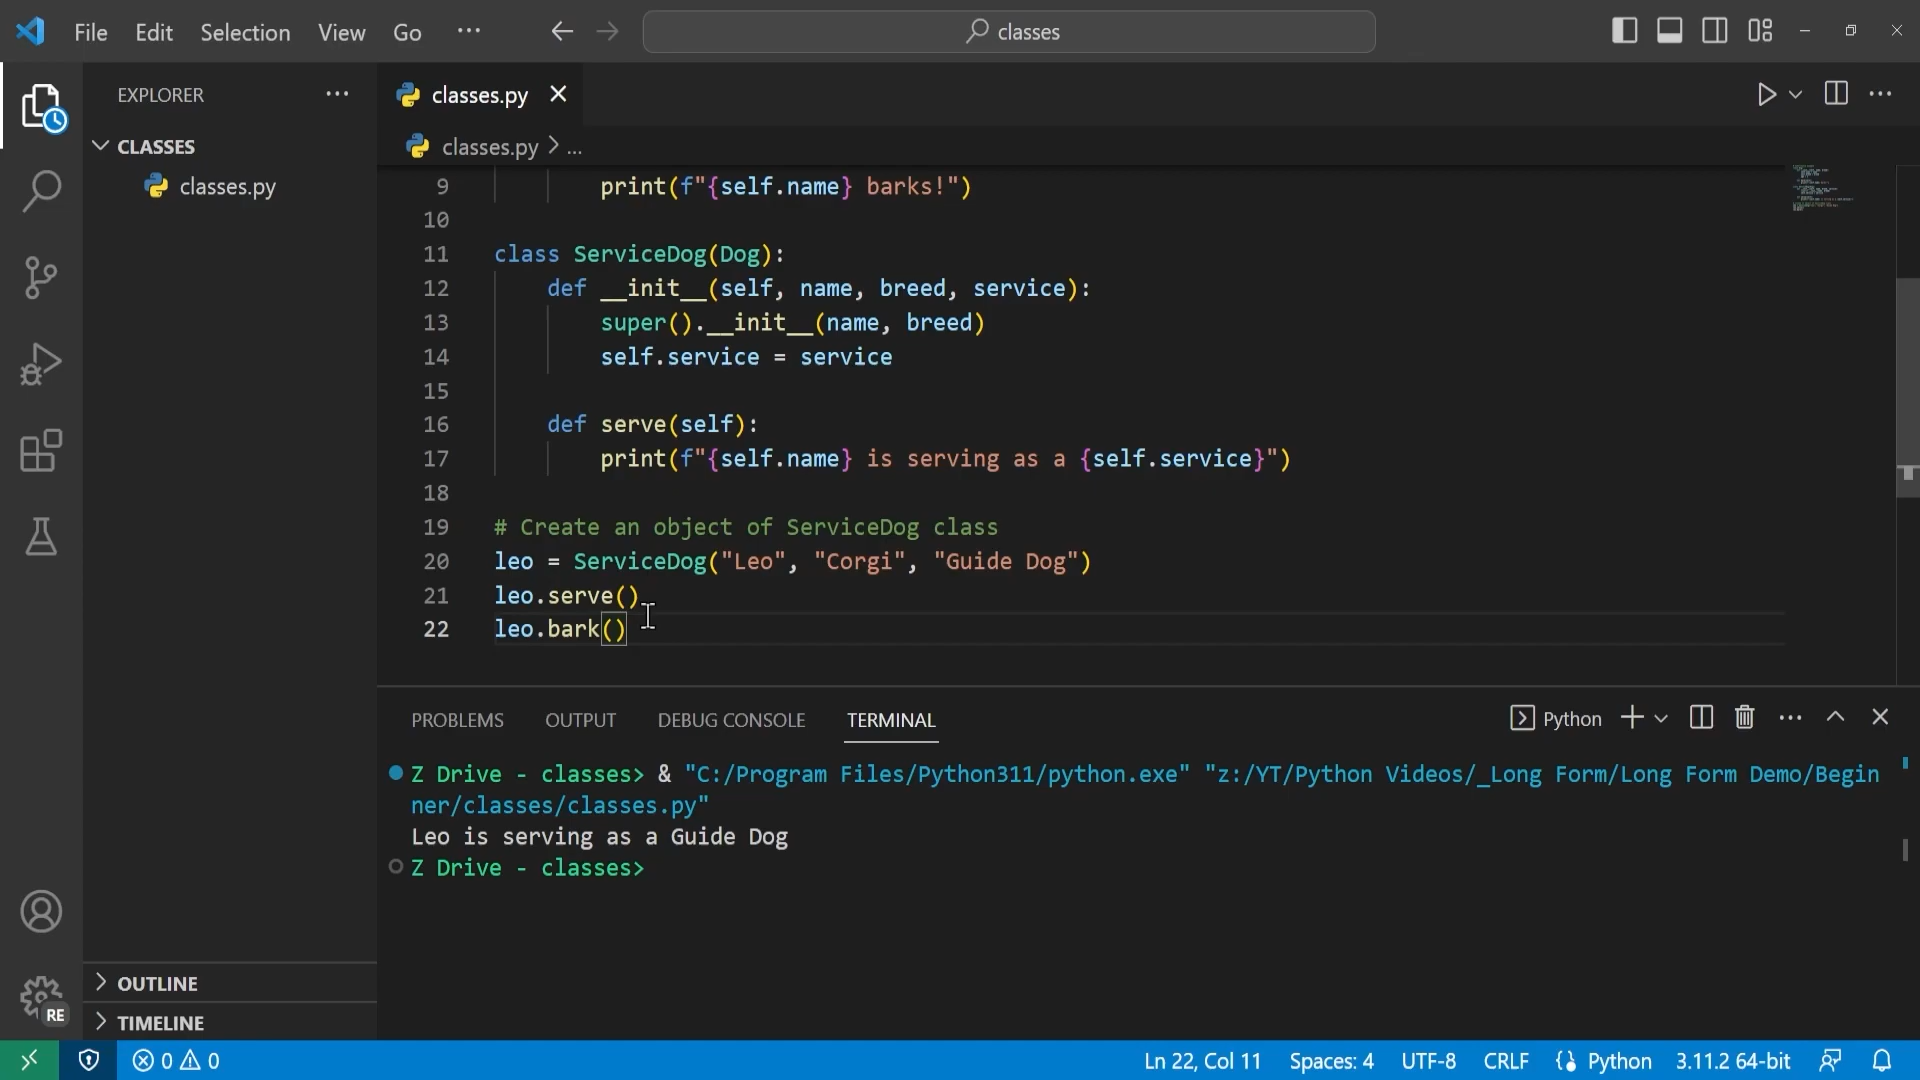 File Edit Selection View Go ··· classes
EXPLORER ···
CLASSES
classes.py
classes.py
classes.py > ...
9 print(f"{self.name} barks!")
10
11 class ServiceDog(Dog):
12 def __init__(self, name, breed, service):
13 super().__init__(name, breed)
14 self.service = service
15
16 def serve(self):
17 print(f"{self.name} is serving as a {self.service}")
18
19 # Create an object of ServiceDog class
20 leo = ServiceDog("Leo", "Corgi", "Guide Dog")
21 leo.serve()
22 leo.bark()
PROBLEMS OUTPUT DEBUG CONSOLE TERMINAL Python
Z Drive - classes> & "C:/Program Files/Python311/python.exe" "z:/YT/Python Videos/_Long Form/Long Form Demo/Begin
ner/classes/classes.py"
Leo is serving as a Guide Dog
Z Drive - classes>
OUTLINE
RE
TIMELINE
0 0 Ln 22, Col 11 Spaces: 4 UTF-8 CRLF Python 3.11.2 64-bit